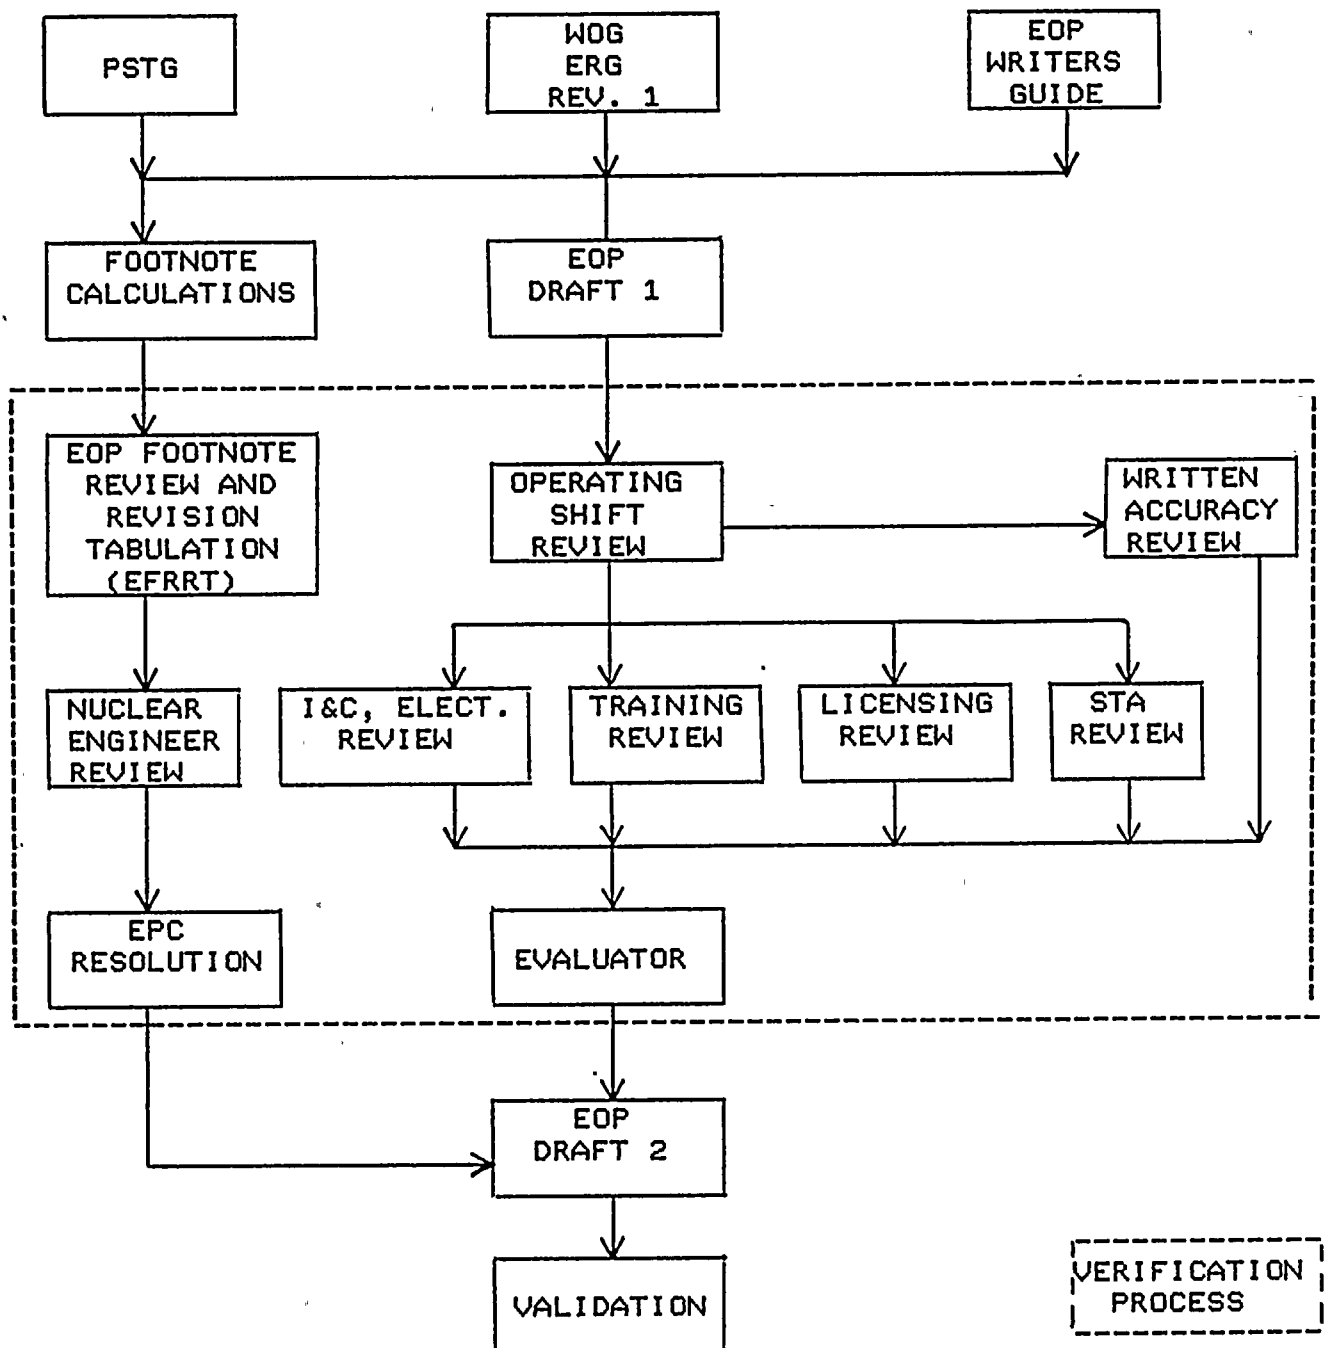 PSTG
WOG
ERG
REV. 1
EOP
WRITERS
GUIDE
FOOTNOTE
CALCULATIONS
EOP
DRAFT 1
EOP FOOTNOTE
REVIEW AND
REVISION
TABULATION
(EFRRT)
OPERATING
SHIFT
REVIEW
WRITTEN
ACCURACY
REVIEW
NUCLEAR
ENGINEER
REVIEW
I&C, ELECT.
REVIEW
TRAINING
REVIEW
LICENSING
REVIEW
STA
REVIEW
EPC
RESOLUTION
EVALUATOR
EOP
DRAFT 2
VALIDATION
VERIFICATION
PROCESS